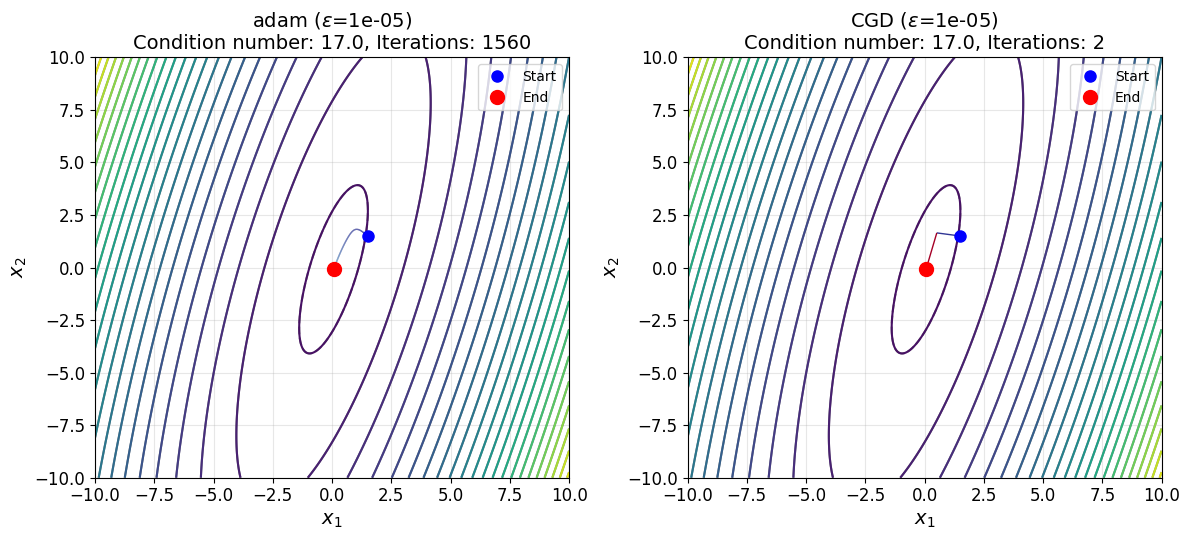 adam (ε=1e-05)
Condition number: 17.0, Iterations: 1560
10.0
7.5
5.0
2.5
0.0
−2.5
−5.0
−7.5
−10.0
x₂
−10.0 −7.5 −5.0 −2.5 0.0 2.5 5.0 7.5 10.0
x₁
Start
End
CGD (ε=1e-05)
Condition number: 17.0, Iterations: 2
10.0
7.5
5.0
2.5
0.0
−2.5
−5.0
−7.5
−10.0
x₂
−10.0 −7.5 −5.0 −2.5 0.0 2.5 5.0 7.5 10.0
x₁
Start
End